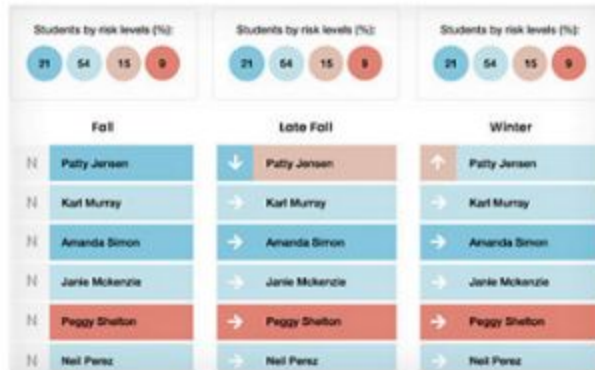 Students by risk levels (%): Students by risk levels (%): Students by risk levels (%):
21 54 15 9 21 54 15 9 21 54 15 9
Fall Late Fall Winter
N Patty Jensen ↓ Patty Jensen ↑ Patty Jensen
N Karl Murray → Karl Murray → Karl Murray
N Amanda Simon → Amanda Simon → Amanda Simon
N Janie Mckenzie → Janie Mckenzie → Janie Mckenzie
N Peggy Shelton → Peggy Shelton → Peggy Shelton
N Neil Perez → Neil Perez → Neil Perez